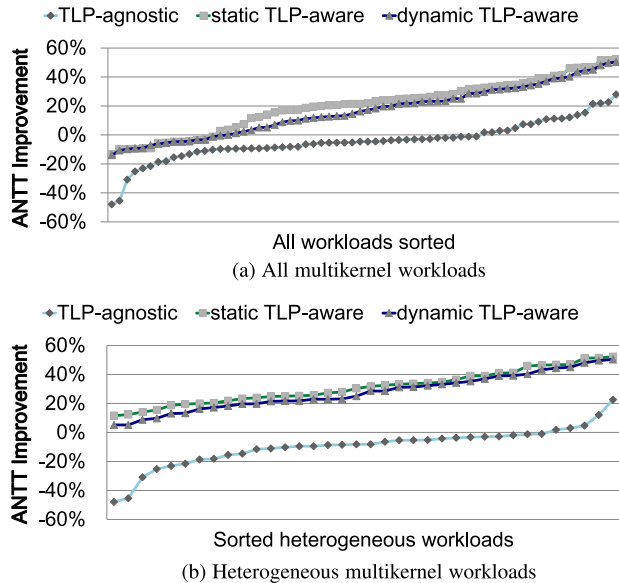 TLP-agnostic static TLP-aware dynamic TLP-aware
ANTT Improvement
60%
40%
20%
0%
-20%
-40%
-60%
All workloads sorted
(a) All multikernel workloads
TLP-agnostic static TLP-aware dynamic TLP-aware
ANTT Improvement
60%
40%
20%
0%
-20%
-40%
-60%
Sorted heterogeneous workloads
(b) Heterogeneous multikernel workloads